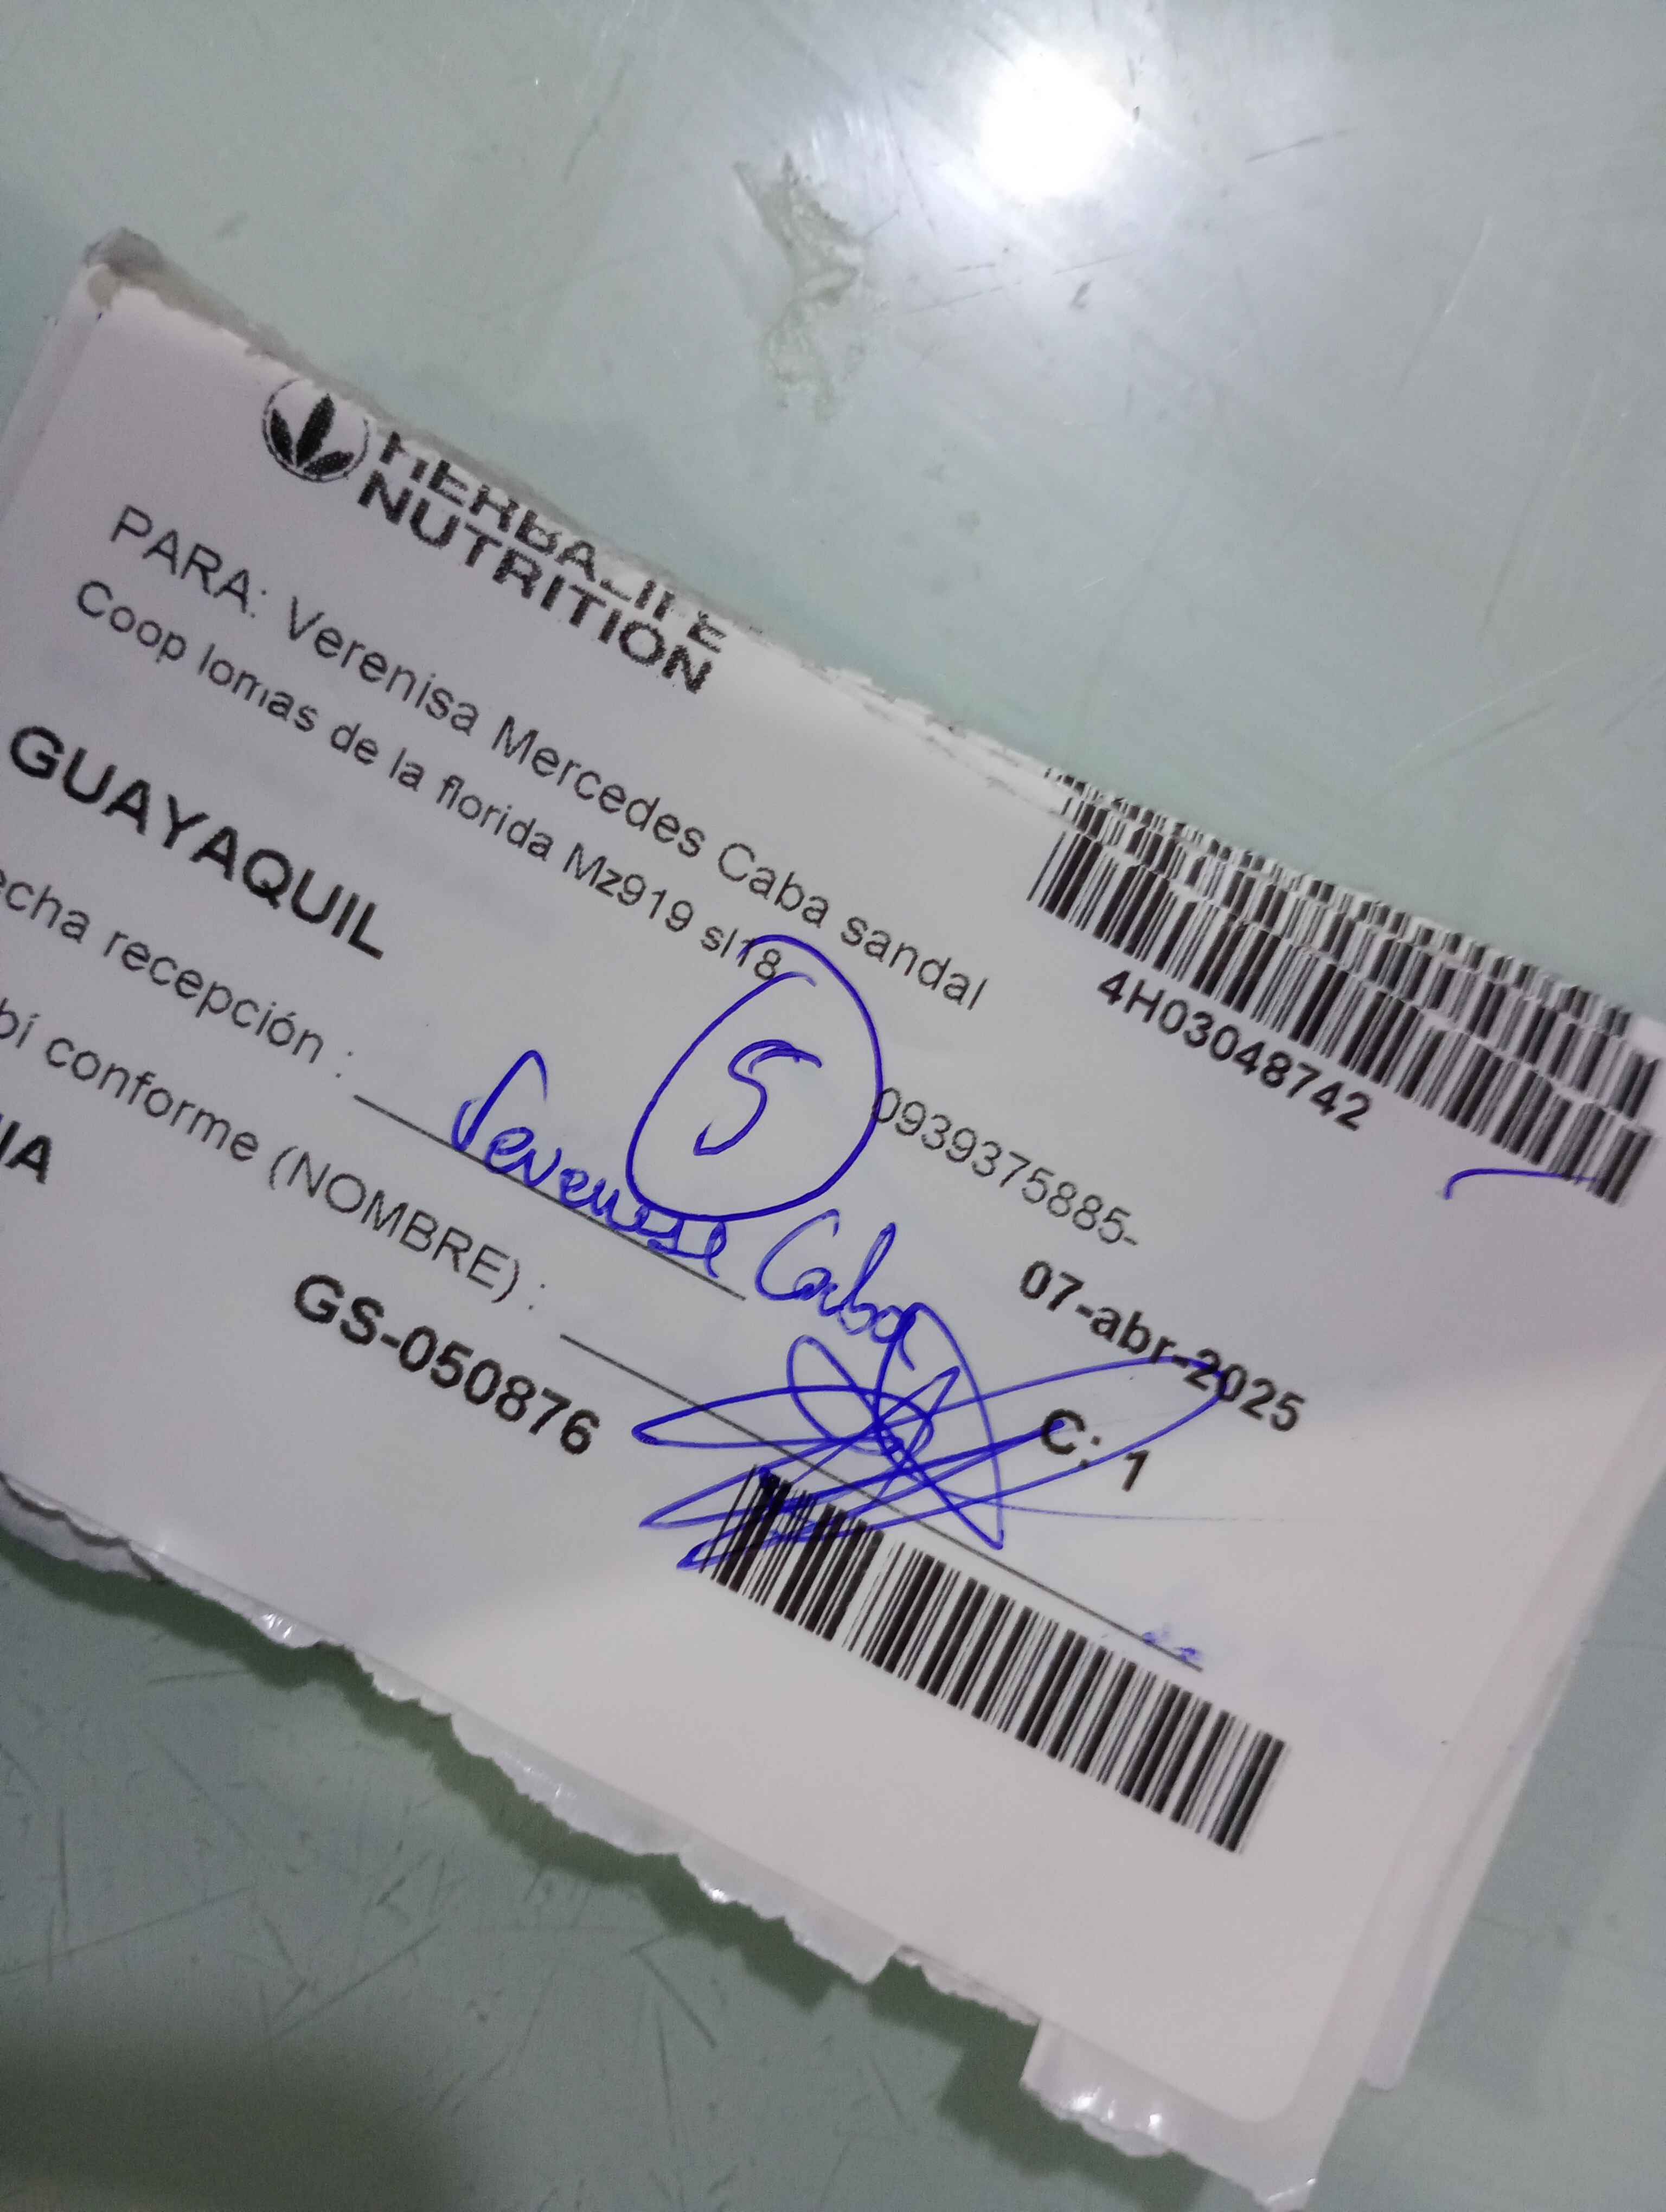 HERBALIFE
NUTRITION
4H03048742
PARA: Verenisa Mercedes Caba sandal
Coop lomas de la florida Mz919 sl18
0939375885-
GUAYAQUIL
07-abr-2025
echa recepción :
5
C: 1
bí conforme (NOMBRE) :
Caba
IA
GS-050876